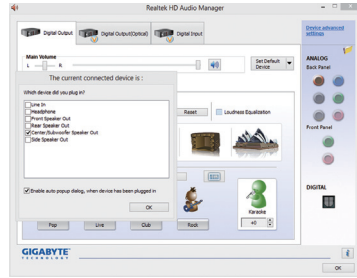 Realtek HD Audio Manager
Digital Output
Digital Output(Optical)
Digital Input
Device advanced
settings
Main Volume
L
R
Set Default
Device
ANALOG
Back Panel
The current connected device is :
Which device did you plug in?
Line In
Headphone
Front Speaker Out
Rear Speaker Out
Center/Subwoofer Speaker Out
Side Speaker Out
Reset
Loudness Equalization
Front Panel
Enable auto popup dialog, when device has been plugged in
OK
DIGITAL
Karaoke
Pop
Live
Club
Rock
+0
GIGABYTE
TECHNOLOGY
i
OK